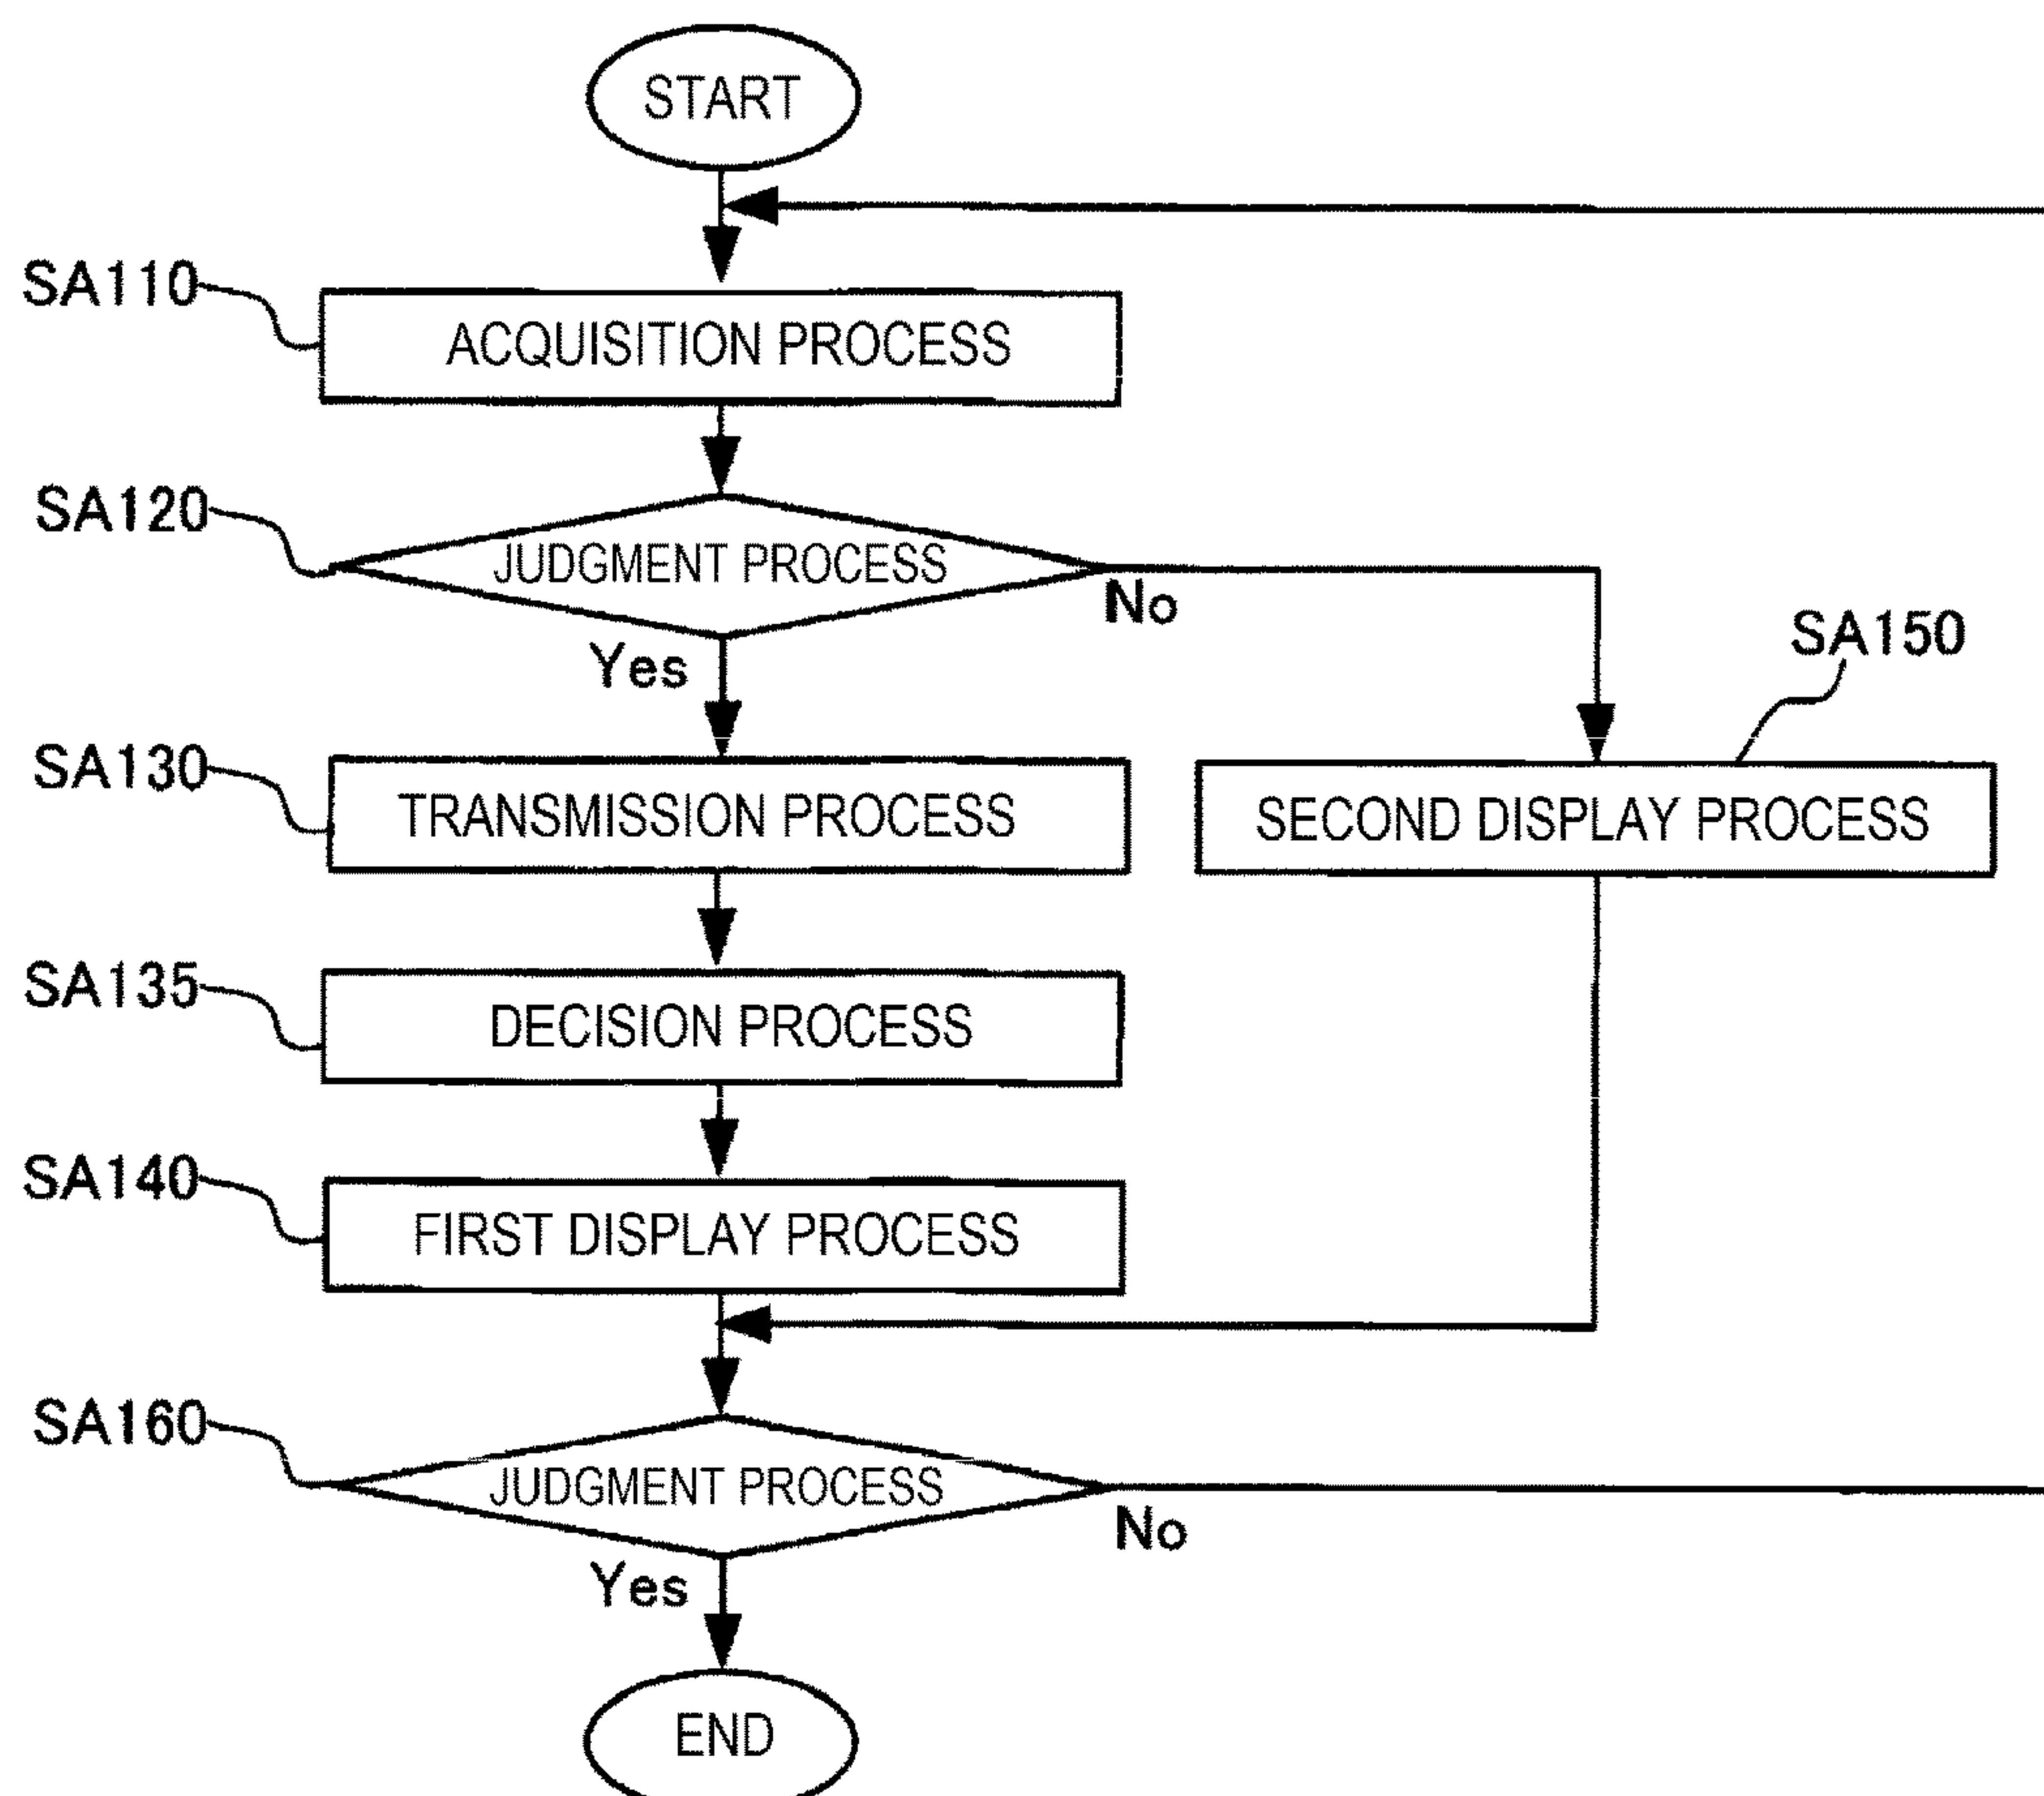 START
SA110
ACQUISITION PROCESS
SA120
JUDGMENT PROCESS
No
Yes
SA150
SA130
TRANSMISSION PROCESS
SECOND DISPLAY PROCESS
SA135
DECISION PROCESS
SA140
FIRST DISPLAY PROCESS
SA160
JUDGMENT PROCESS
No
Yes
END